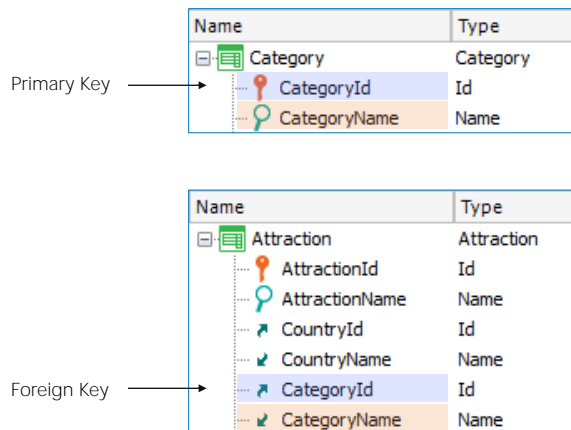 Name Type
Category Category
Primary Key CategoryId Id
CategoryName Name
Name Type
Attraction Attraction
AttractionId Id
AttractionName Name
CountryId Id
CountryName Name
Foreign Key CategoryId Id
CategoryName Name